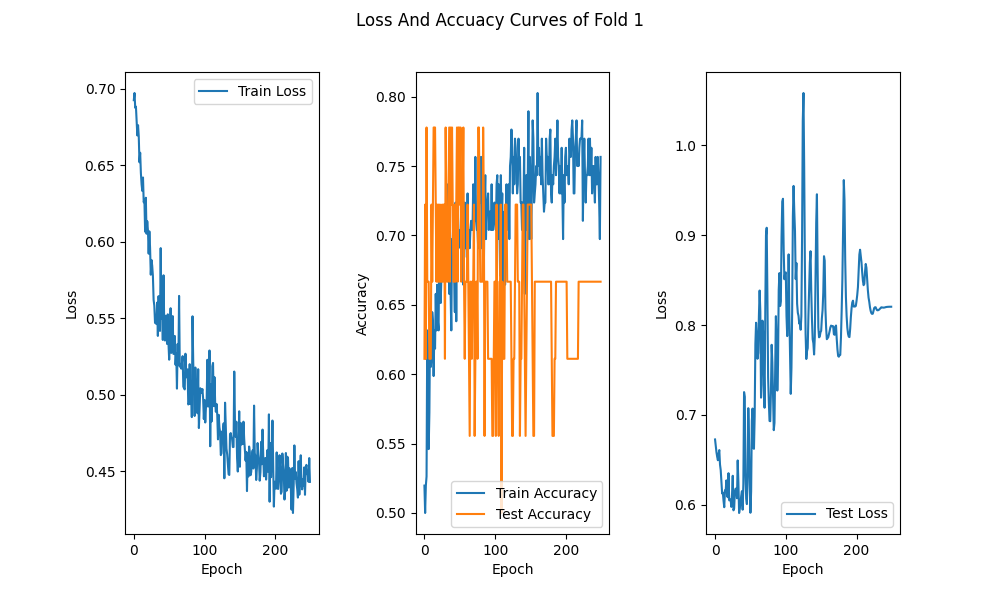 Loss And Accuacy Curves of Fold 1
Loss
0.70
0.65
0.60
0.55
0.50
0.45
Train Loss
0 100 200
Epoch
Accuracy
0.80
0.75
0.70
0.65
0.60
0.55
0.50
Train Accuracy
Test Accuracy
0 100 200
Epoch
Loss
1.0
0.9
0.8
0.7
0.6
Test Loss
0 100 200
Epoch